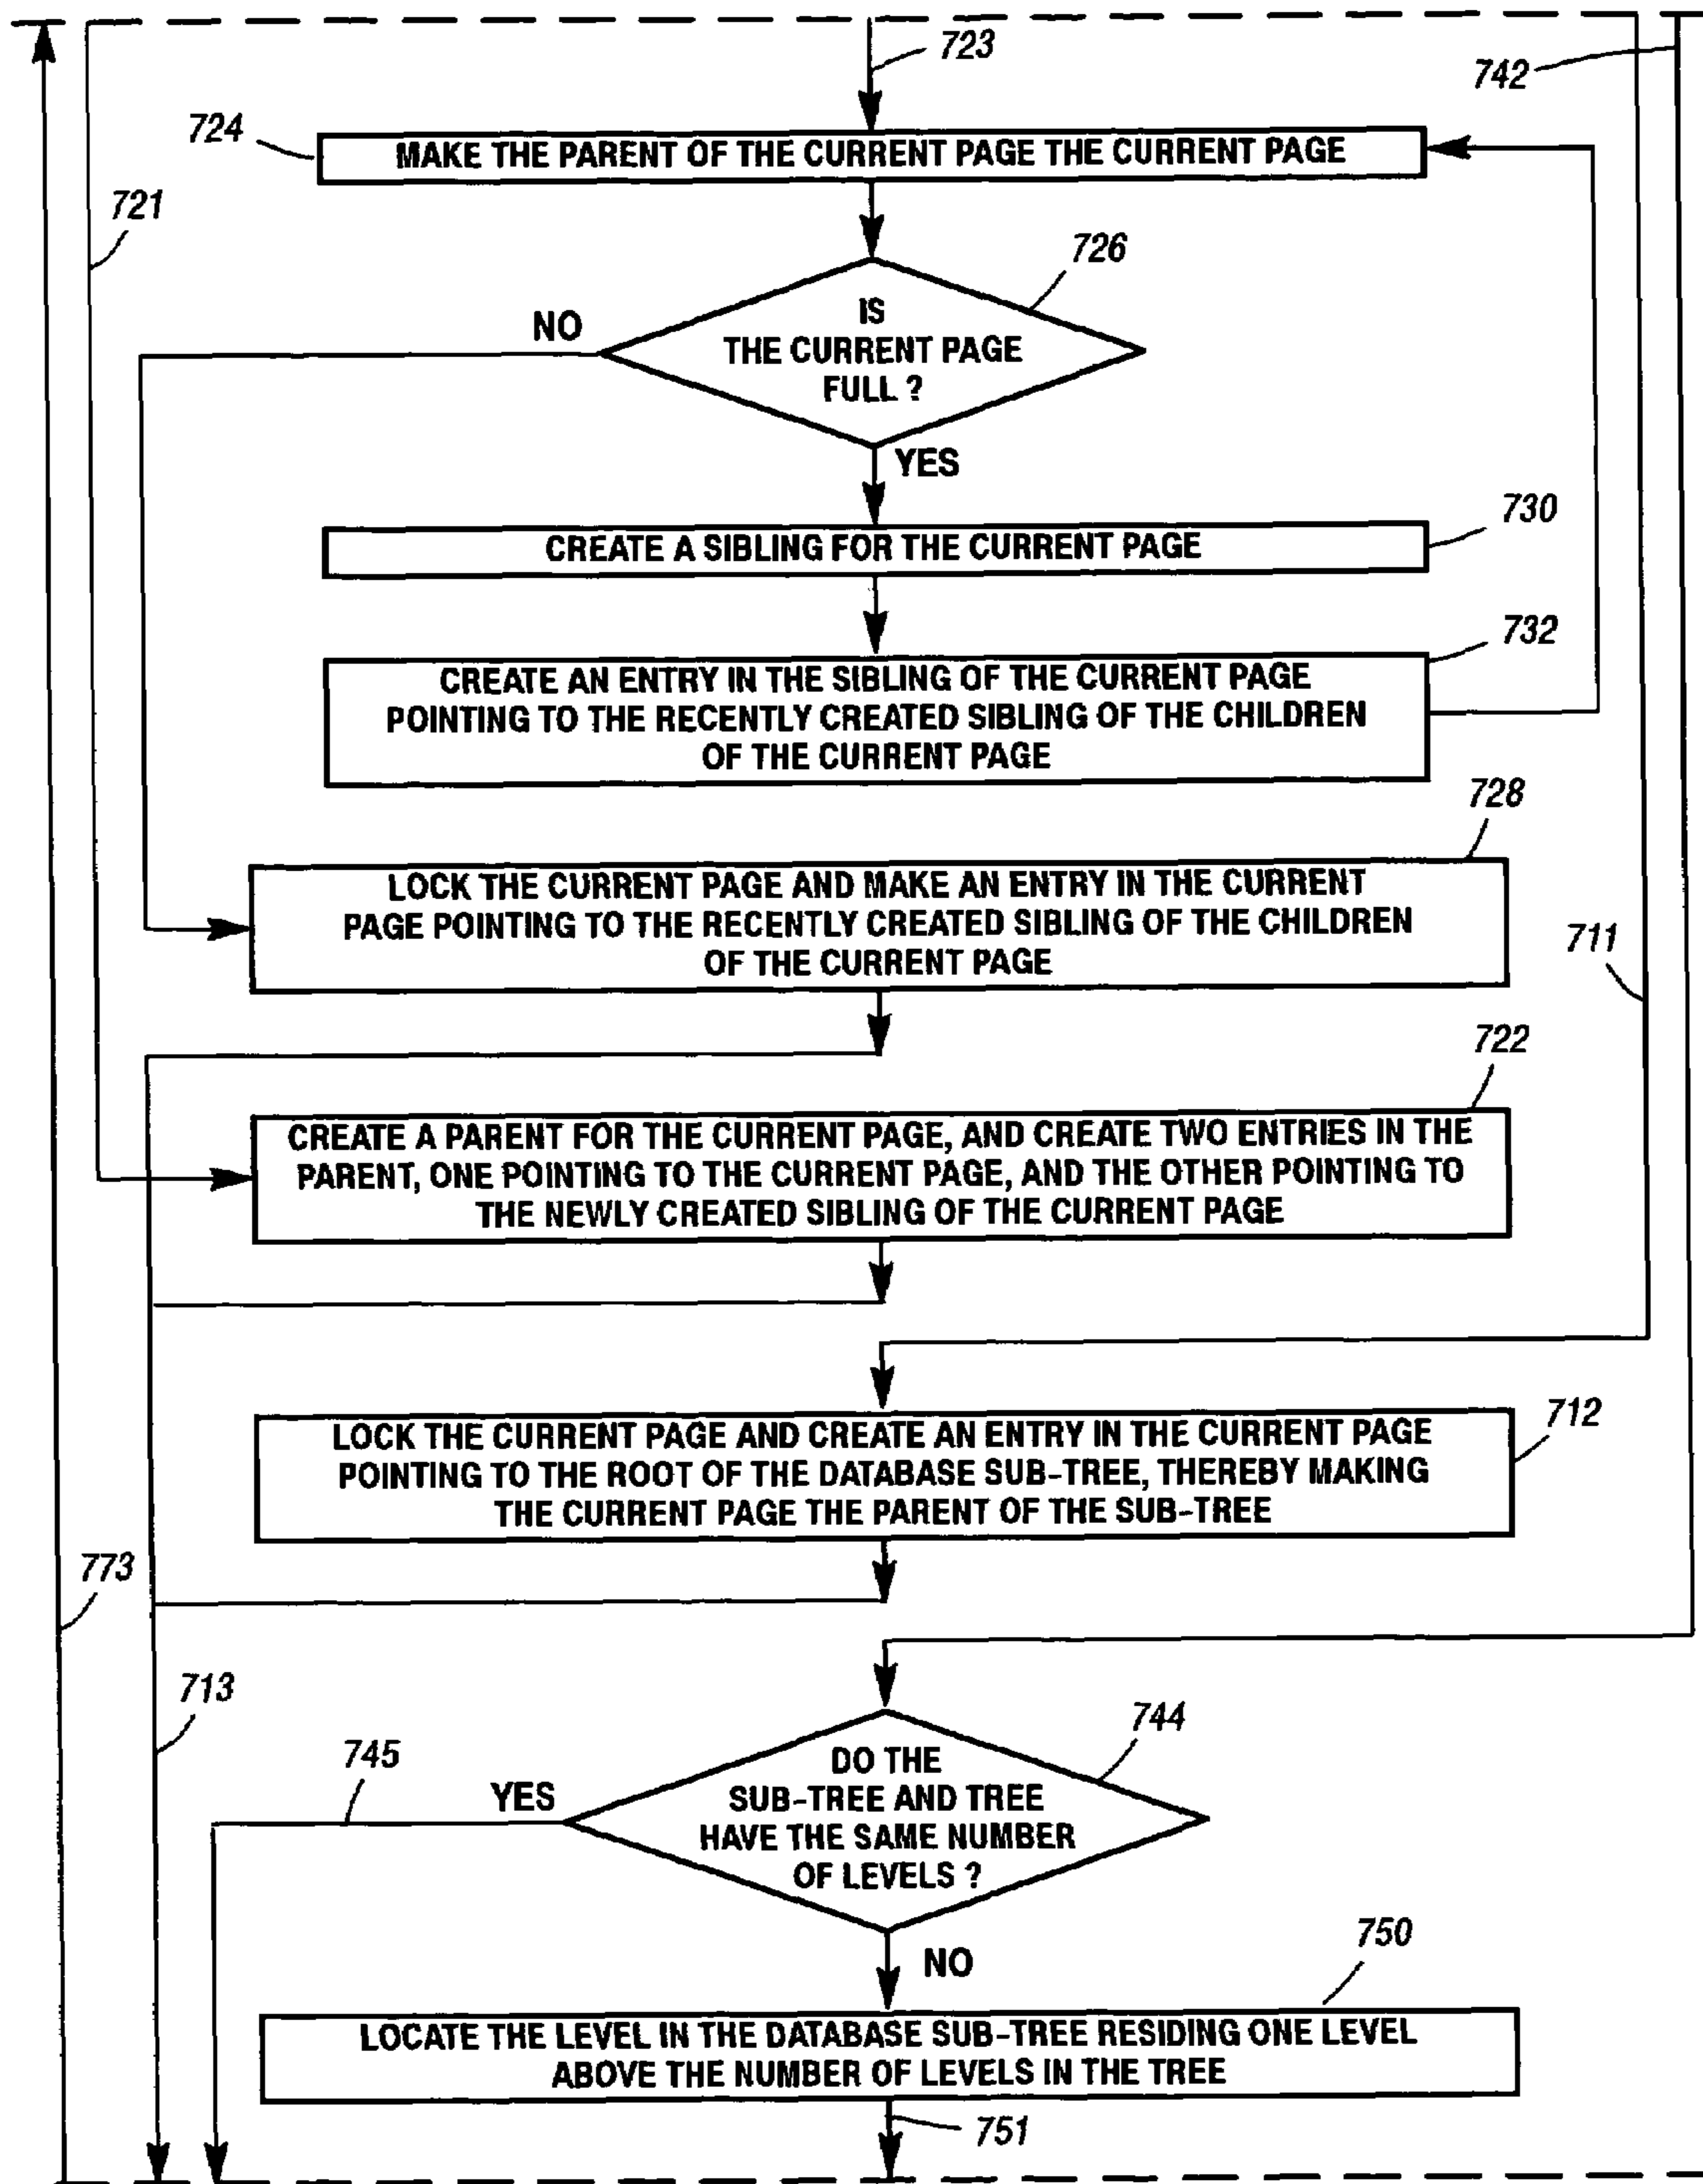 723
742
724
MAKE THE PARENT OF THE CURRENT PAGE THE CURRENT PAGE
721
726
NO
IS
THE CURRENT PAGE
FULL ?
YES
730
CREATE A SIBLING FOR THE CURRENT PAGE
732
CREATE AN ENTRY IN THE SIBLING OF THE CURRENT PAGE
POINTING TO THE RECENTLY CREATED SIBLING OF THE CHILDREN
OF THE CURRENT PAGE
728
LOCK THE CURRENT PAGE AND MAKE AN ENTRY IN THE CURRENT
PAGE POINTING TO THE RECENTLY CREATED SIBLING OF THE CHILDREN
OF THE CURRENT PAGE
711
722
CREATE A PARENT FOR THE CURRENT PAGE, AND CREATE TWO ENTRIES IN THE
PARENT, ONE POINTING TO THE CURRENT PAGE, AND THE OTHER POINTING TO
THE NEWLY CREATED SIBLING OF THE CURRENT PAGE
712
LOCK THE CURRENT PAGE AND CREATE AN ENTRY IN THE CURRENT PAGE
POINTING TO THE ROOT OF THE DATABASE SUB-TREE, THEREBY MAKING
THE CURRENT PAGE THE PARENT OF THE SUB-TREE
773
713
744
745
YES
DO THE
SUB-TREE AND TREE
HAVE THE SAME NUMBER
OF LEVELS ?
NO
750
LOCATE THE LEVEL IN THE DATABASE SUB-TREE RESIDING ONE LEVEL
ABOVE THE NUMBER OF LEVELS IN THE TREE
751